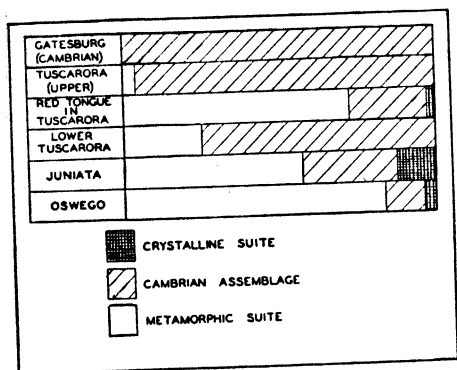 GATESBURG
(CAMBRIAN)
TUSCARORA
(UPPER)
RED TONGUE
IN
TUSCARORA
LOWER
TUSCARORA
JUNIATA
OSWEGO
CRYSTALLINE SUITE
CAMBRIAN ASSEMBLAGE
METAMORPHIC SUITE